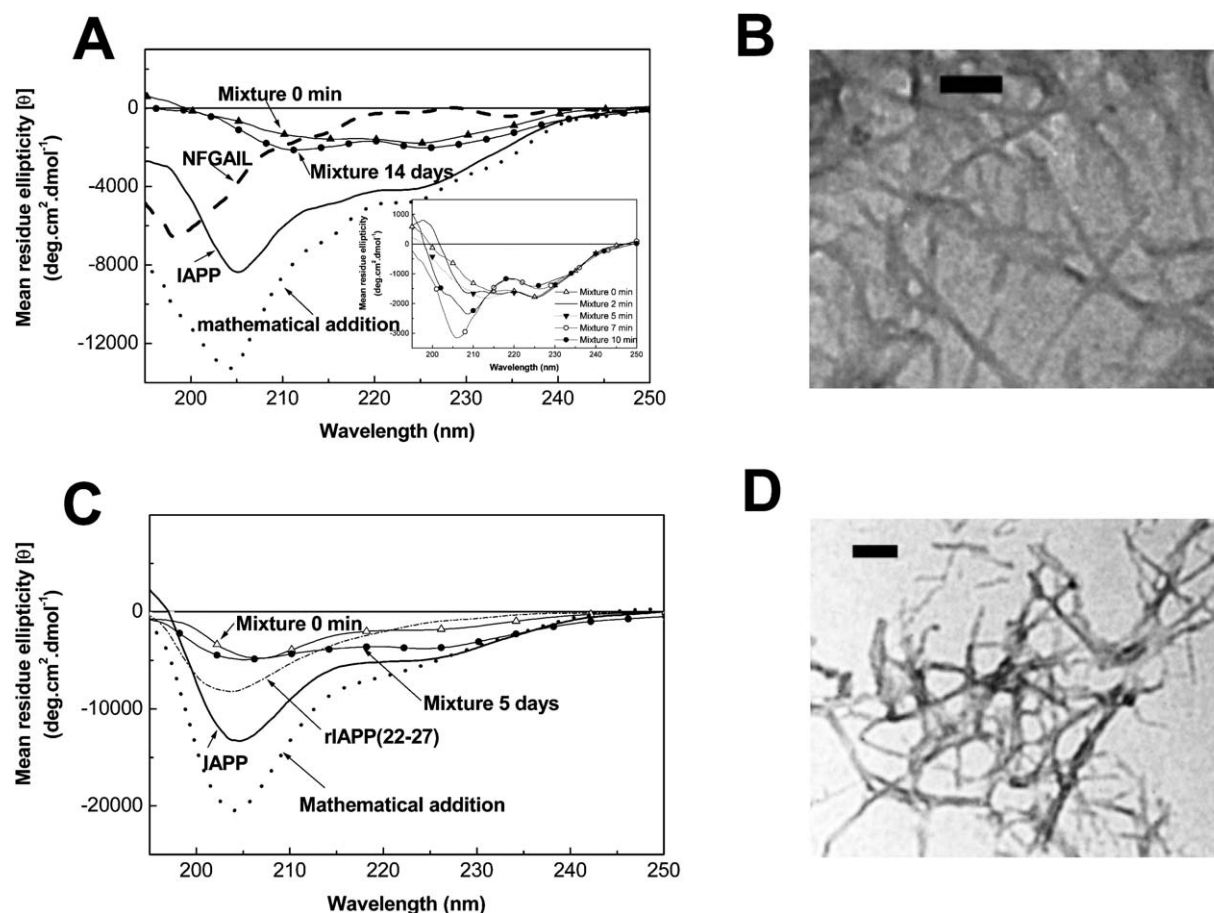 A
Mean residue ellipticity [θ]
(deg.cm².dmol⁻¹)
0
-4000
-8000
-12000
Mixture 0 min
NFGAIL
Mixture 14 days
IAPP
mathematical addition
200 210 220 230 240 250
Wavelength (nm)
Mean residue ellipticity
(deg.cm².dmol⁻¹)
1000
0
-1000
-2000
-3000
Mixture 0 min
Mixture 2 min
Mixture 5 min
Mixture 7 min
Mixture 10 min
200 210 220 230 240 250
Wavelength (nm)
B
C
Mean residue ellipticity [θ]
(deg.cm².dmol⁻¹)
0
-10000
-20000
Mixture 0 min
Mixture 5 days
rIAPP(22-27)
IAPP
Mathematical addition
200 210 220 230 240 250
Wavelength (nm)
D